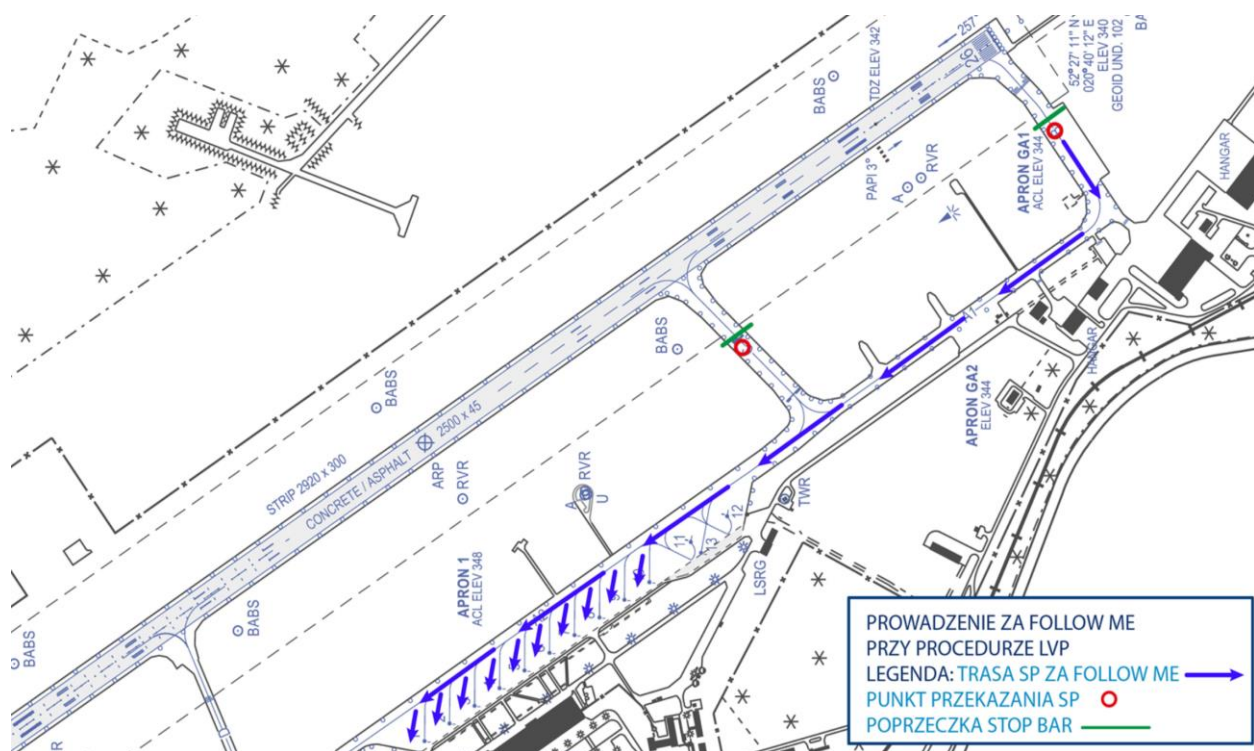 257°
26
52° 27' 11" N
020° 40' 12" E
ELEV 340
GEOID UND. 102
BA
BABS
TDZ ELEV 342
PAPI 3°
A
RVR
APRON GA1
ACL ELEV 344
HANGAR
BABS
A1
HANGAR
APRON GA2
ELEV 344
BABS
STRIP 2920 x 300
CONCRETE / ASPHALT
2500 x 45
ARP
RVR
A
RVR
U
TWR
12
11
13
LSRG
APRON 1
ACL ELEV 348
BABS
BABS
VR
PROWADZENIE ZA FOLLOW ME
PRZY PROCEDURZE LVP
LEGENDA: TRASA SP ZA FOLLOW ME
PUNKT PRZEKAZANIA SP
POPRZECZKA STOP BAR